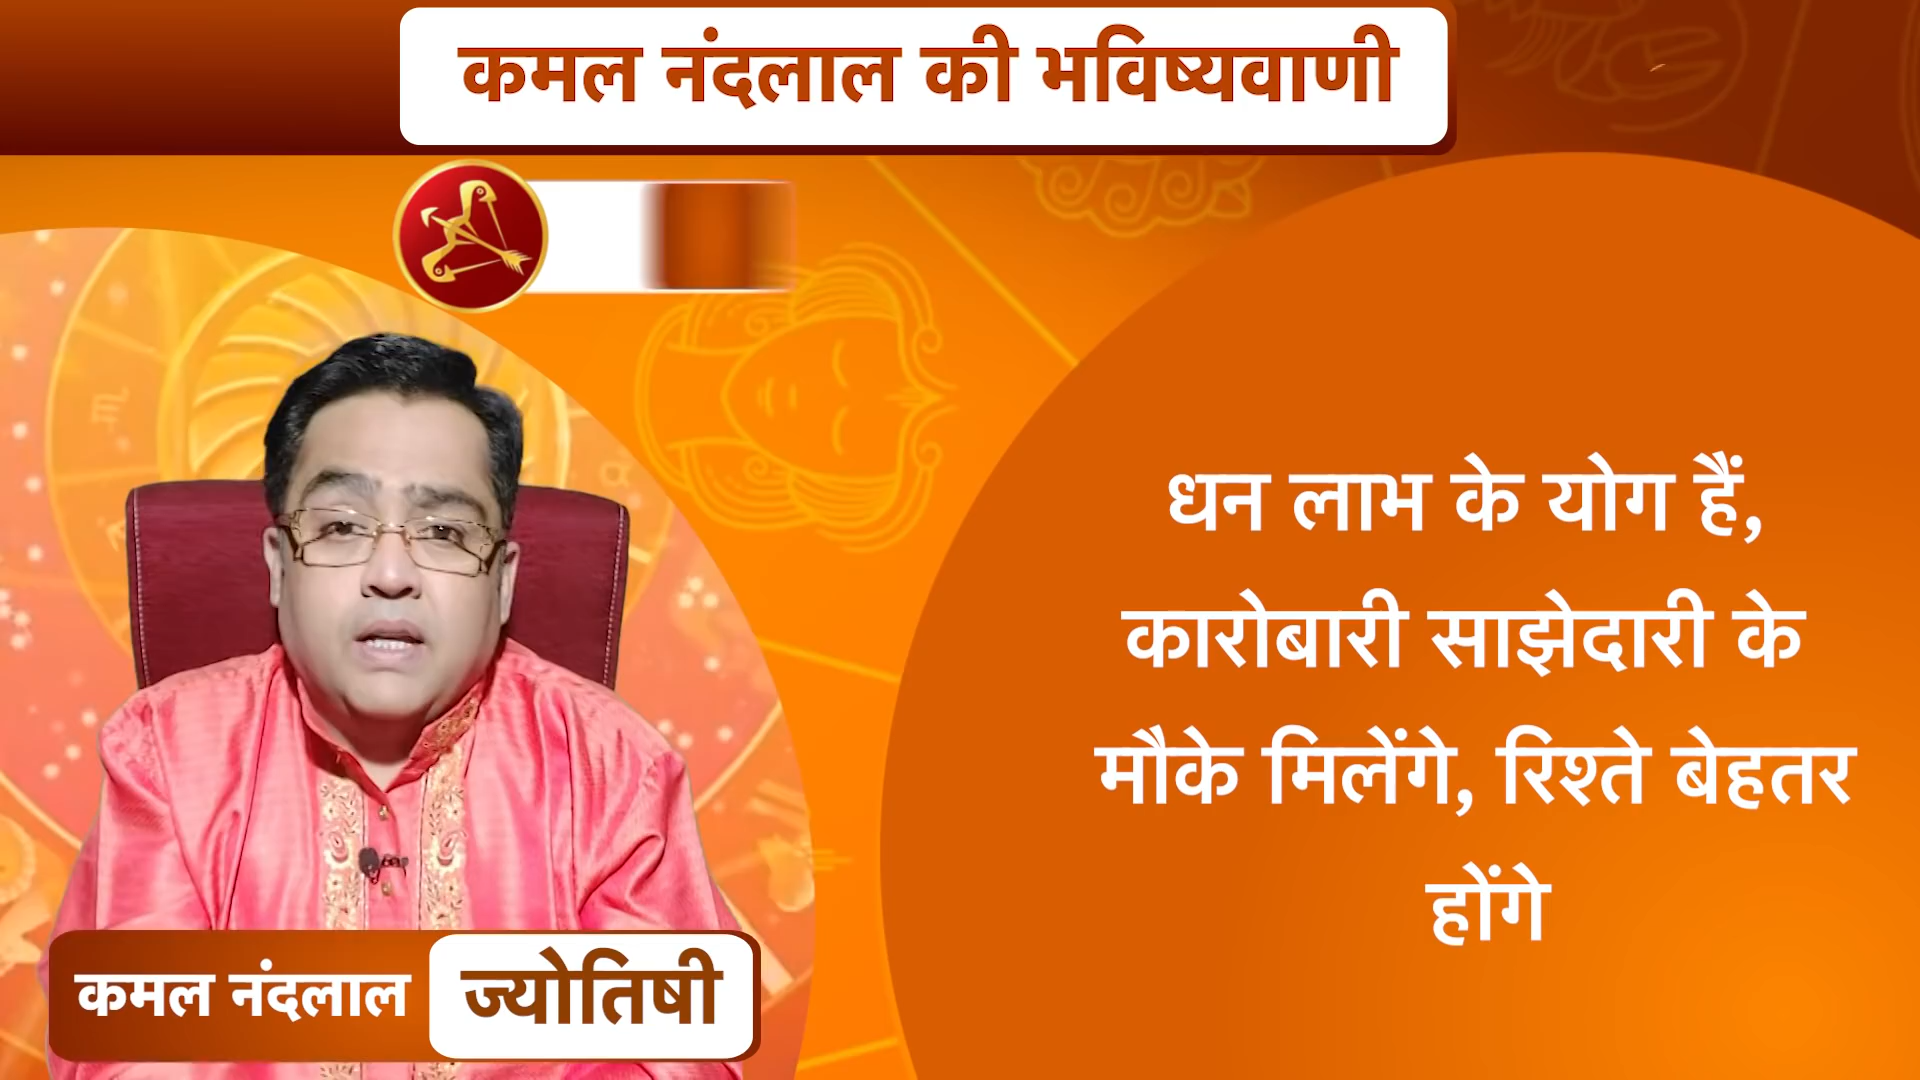 कमल नंदलाल की भविष्यवाणी
धन लाभ के योग हैं,
कारोबारी साझेदारी के
मौके मिलेंगे, रिश्ते बेहतर
होंगे
कमल नंदलाल
ज्योतिषी